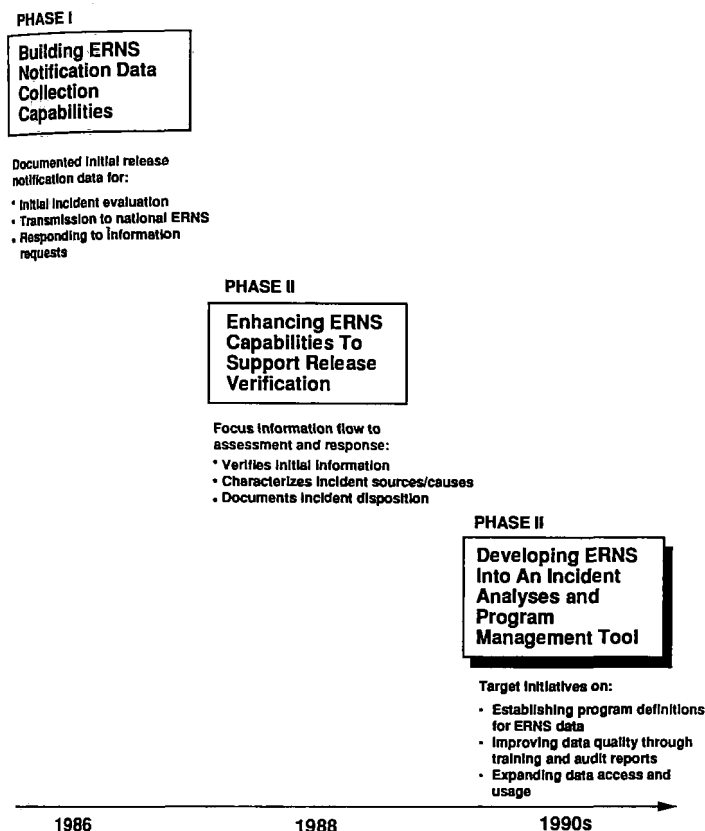 PHASE I
Building ERNS
Notification Data
Collection
Capabilities
Documented initial release
notification data for:
• Initial incident evaluation
• Transmission to national ERNS
• Responding to information
requests
PHASE II
Enhancing ERNS
Capabilities To
Support Release
Verification
Focus information flow to
assessment and response:
• Verifies initial information
• Characterizes incident sources/causes
• Documents incident disposition
PHASE II
Developing ERNS
Into An Incident
Analyses and
Program
Management Tool
Target initiatives on:
• Establishing program definitions
for ERNS data
• Improving data quality through
training and audit reports
• Expanding data access and
usage
1986 1988 1990s